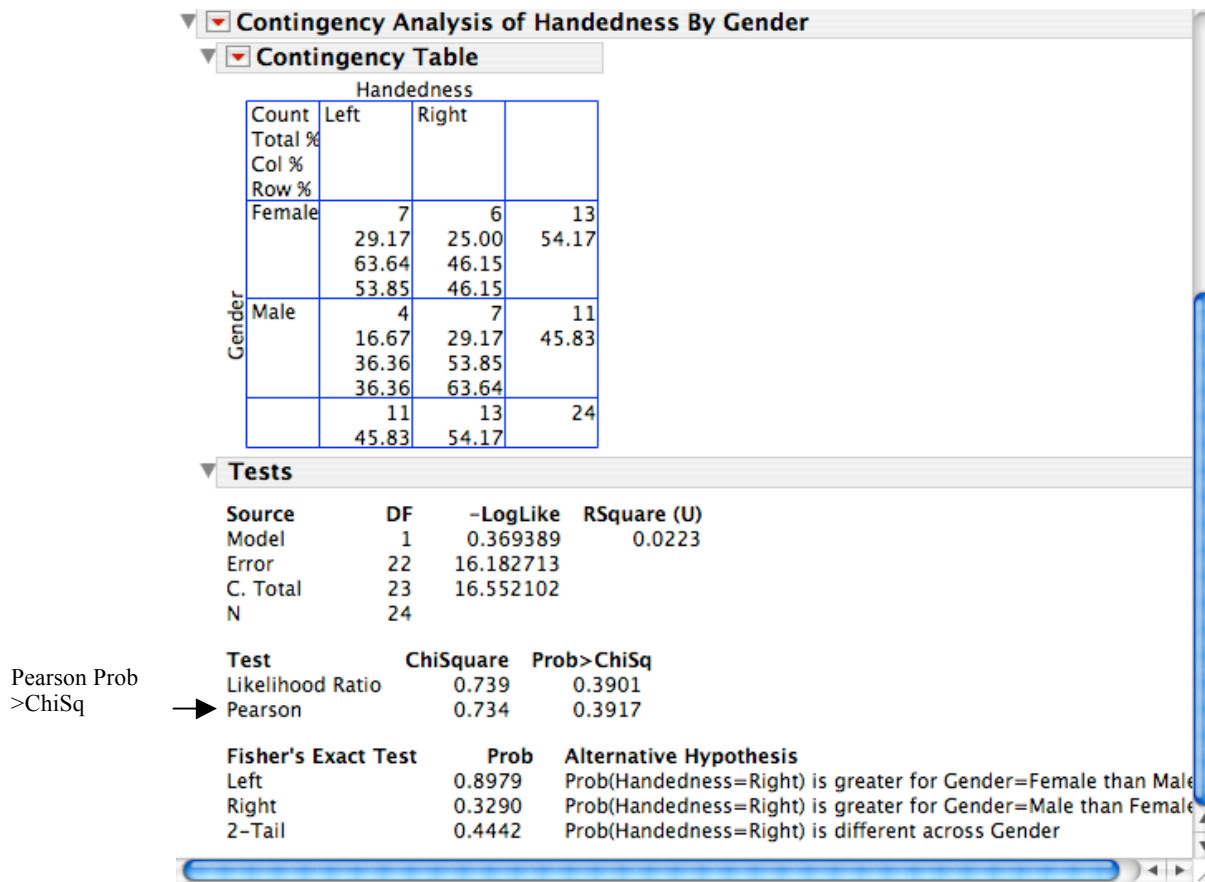 Contingency Analysis of Handedness By Gender
Contingency Table
Handedness
Count Left Right
Total %
Col %
Row %
Gender
Female 7 6 13
29.17 25.00 54.17
63.64 46.15
53.85 46.15
Male 4 7 11
16.67 29.17 45.83
36.36 53.85
36.36 63.64
11 13 24
45.83 54.17
Tests
Source DF -LogLike RSquare (U)
Model 1 0.369389 0.0223
Error 22 16.182713
C. Total 23 16.552102
N 24
Test ChiSquare Prob>ChiSq
Likelihood Ratio 0.739 0.3901
Pearson Prob
>ChiSq
Pearson 0.734 0.3917
Fisher's Exact Test Prob Alternative Hypothesis
Left 0.8979 Prob(Handedness=Right) is greater for Gender=Female than Male
Right 0.3290 Prob(Handedness=Right) is greater for Gender=Male than Female
2-Tail 0.4442 Prob(Handedness=Right) is different across Gender